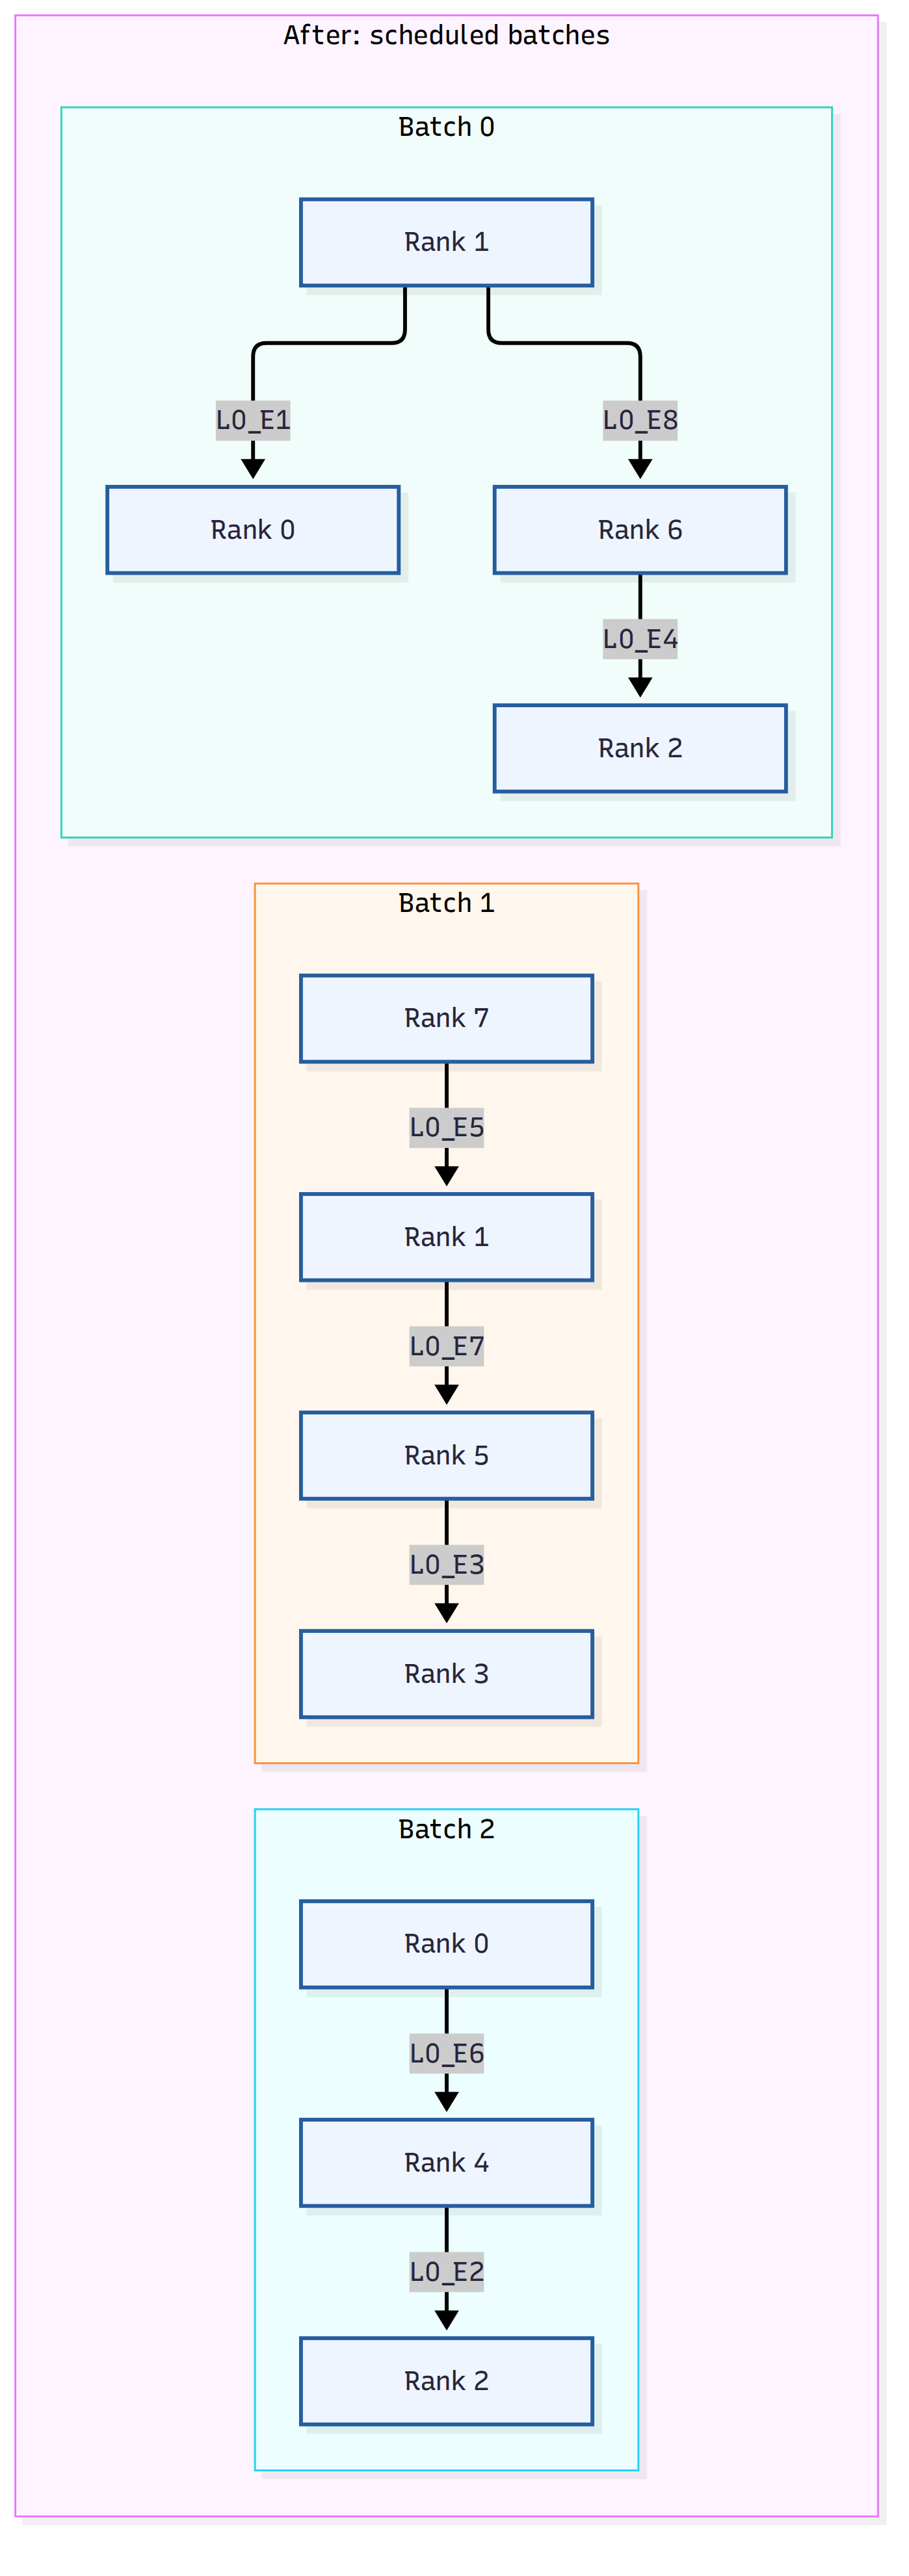 After: scheduled batches
Batch 0
Rank 1
L0_E1
L0_E8
Rank 0
Rank 6
L0_E4
Rank 2
Batch 1
Rank 7
L0_E5
Rank 1
L0_E7
Rank 5
L0_E3
Rank 3
Batch 2
Rank 0
L0_E6
Rank 4
L0_E2
Rank 2